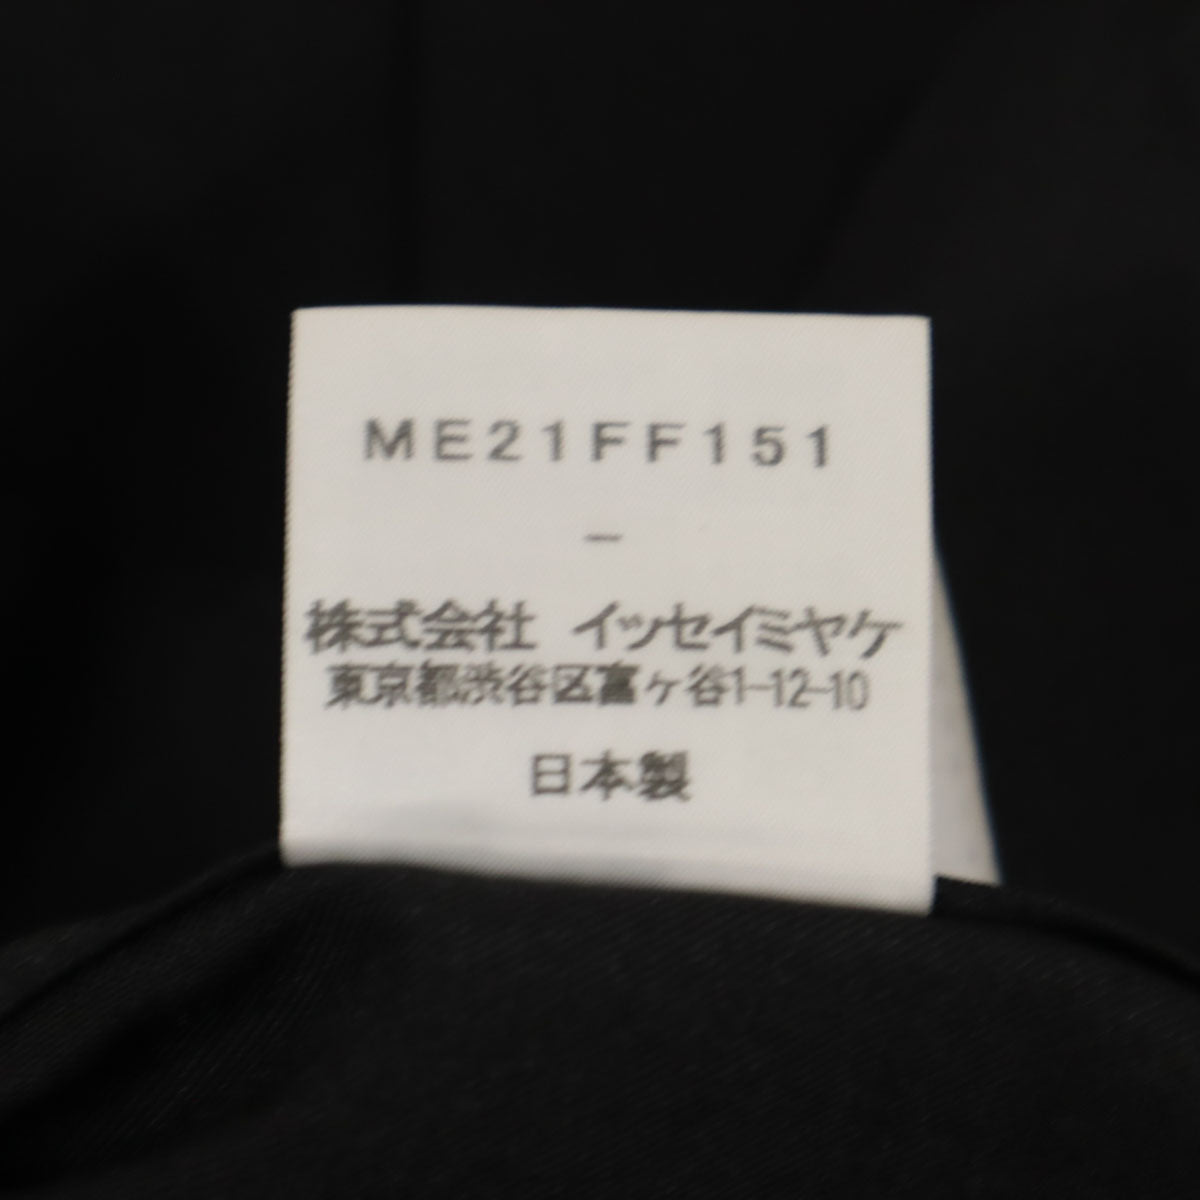 ME21FF151
－
株式会社 イッセイミヤケ
東京都渋谷区富ヶ谷1-12-10
日本製